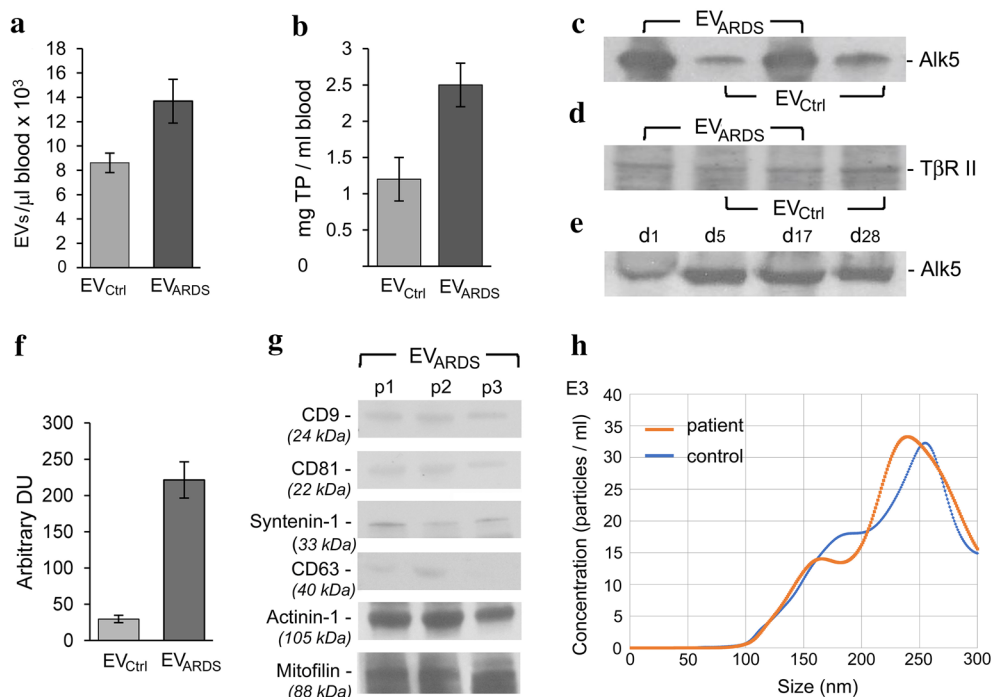 a
EVs/µl blood x 10³
18
16
14
12
10
8
6
4
2
0
EVCtrl
EVARDS
b
mg TP / ml blood
3
2.5
2
1.5
1
0
EVCtrl
EVARDS
c
EVARDS
- Alk5
EVCtrl
d
EVARDS
- TβR II
EVCtrl
e
d1 d5 d17 d28
- Alk5
f
Arbitrary DU
300
250
200
150
100
50
0
EVCtrl
EVARDS
g
EVARDS
p1 p2 p3
CD9 -
(24 kDa)
CD81 -
(22 kDa)
Syntenin-1 -
(33 kDa)
CD63 -
(40 kDa)
Actinin-1 -
(105 kDa)
Mitofilin -
(88 kDa)
h
E3
Concentration (particles / ml)
40
35
30
25
20
15
10
5
0
patient
control
0 50 100 150 200 250 300
Size (nm)